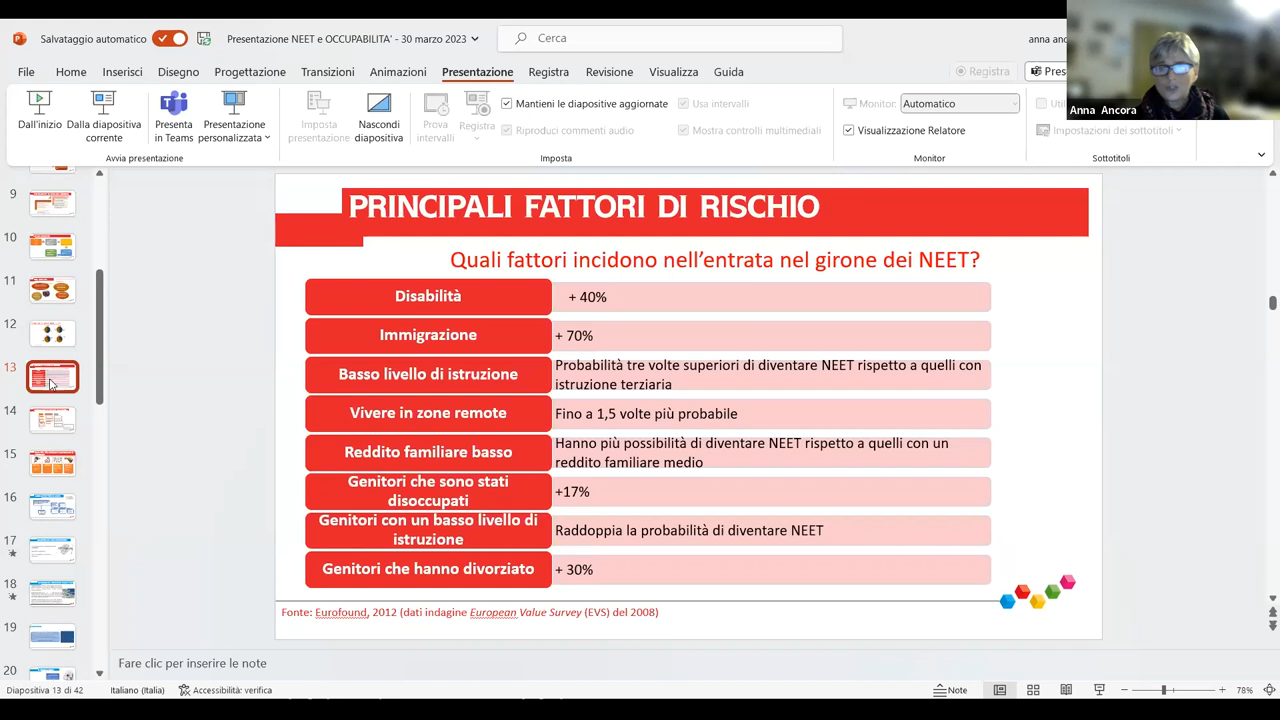 Salvataggio automatico
Presentazione NEET e OCCUPABILITA' - 30 marzo 2023
Cerca
anna anc
File Home Inserisci Disegno Progettazione Transizioni Animazioni Presentazione Registra Revisione Visualizza Guida
Registra
Pres
Anna Ancora
Dall'inizio
Dalla diapositiva
corrente
Presenta
in Teams
Presentazione
personalizzata
Avvia presentazione
Imposta
presentazione
Nascondi
diapositiva
Prova
intervalli
Registra
Mantieni le diapositive aggiornate
Riproduci commenti audio
Usa intervalli
Mostra controlli multimediali
Imposta
Monitor: Automatico
Visualizzazione Relatore
Monitor
Impostazioni dei sottotitoli
Sottotitoli
9
10
11
12
13
14
15
16
17
18
19
20
PRINCIPALI FATTORI DI RISCHIO
Quali fattori incidono nell'entrata nel girone dei NEET?
Disabilità
+ 40%
Immigrazione
+ 70%
Basso livello di istruzione
Probabilità tre volte superiori di diventare NEET rispetto a quelli con
istruzione terziaria
Vivere in zone remote
Fino a 1,5 volte più probabile
Reddito familiare basso
Hanno più possibilità di diventare NEET rispetto a quelli con un
reddito familiare medio
Genitori che sono stati
disoccupati
+17%
Genitori con un basso livello di
istruzione
Raddoppia la probabilità di diventare NEET
Genitori che hanno divorziato
+ 30%
Fonte: Eurofound, 2012 (dati indagine European Value Survey (EVS) del 2008)
Fare clic per inserire le note
Diapositiva 13 di 42
Italiano (Italia)
Accessibilità: verifica
Note
78%